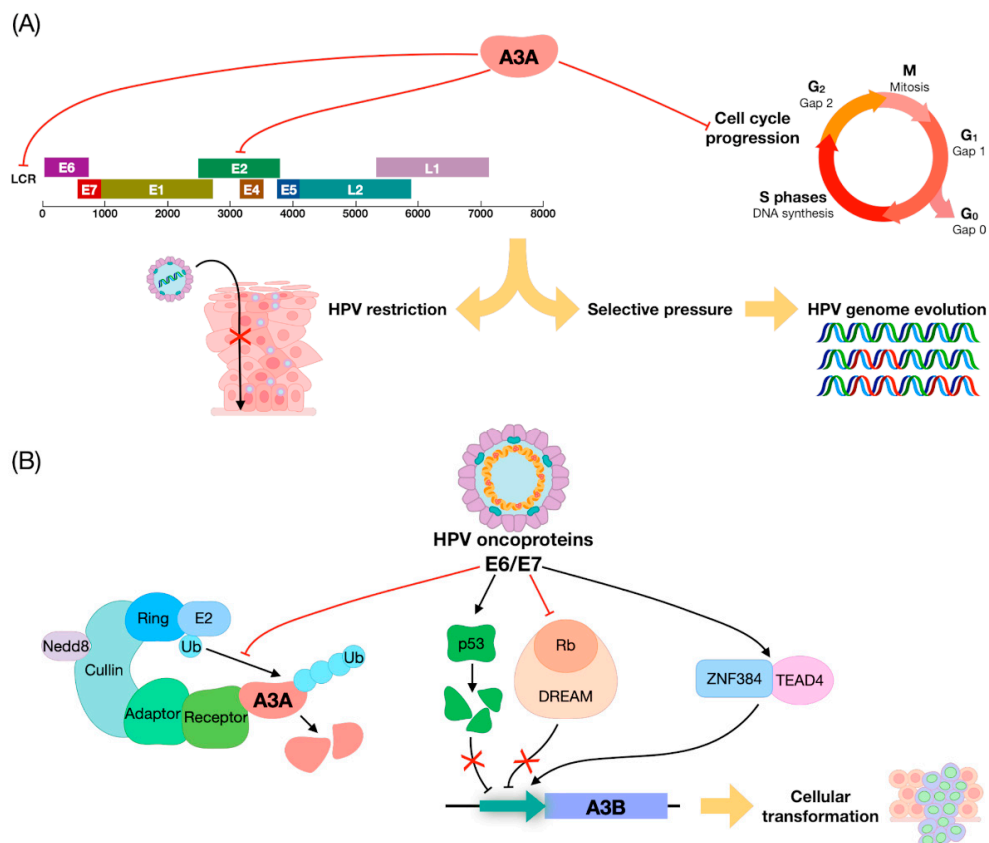 (A)
A3A
M
Mitosis
G2
Gap 2
Cell cycle
progression
G1
Gap 1
E6
E2
L1
LCR
E7 E1 E4 E5 L2
S phases
DNA synthesis
G0
Gap 0
0 1000 2000 3000 4000 5000 6000 7000 8000
HPV restriction
Selective pressure
HPV genome evolution
(B)
HPV oncoproteins
E6/E7
Ring
E2
Nedd8
Ub
Cullin
Ub
A3A
Adaptor
Receptor
p53
Rb
DREAM
ZNF384
TEAD4
A3B
Cellular
transformation